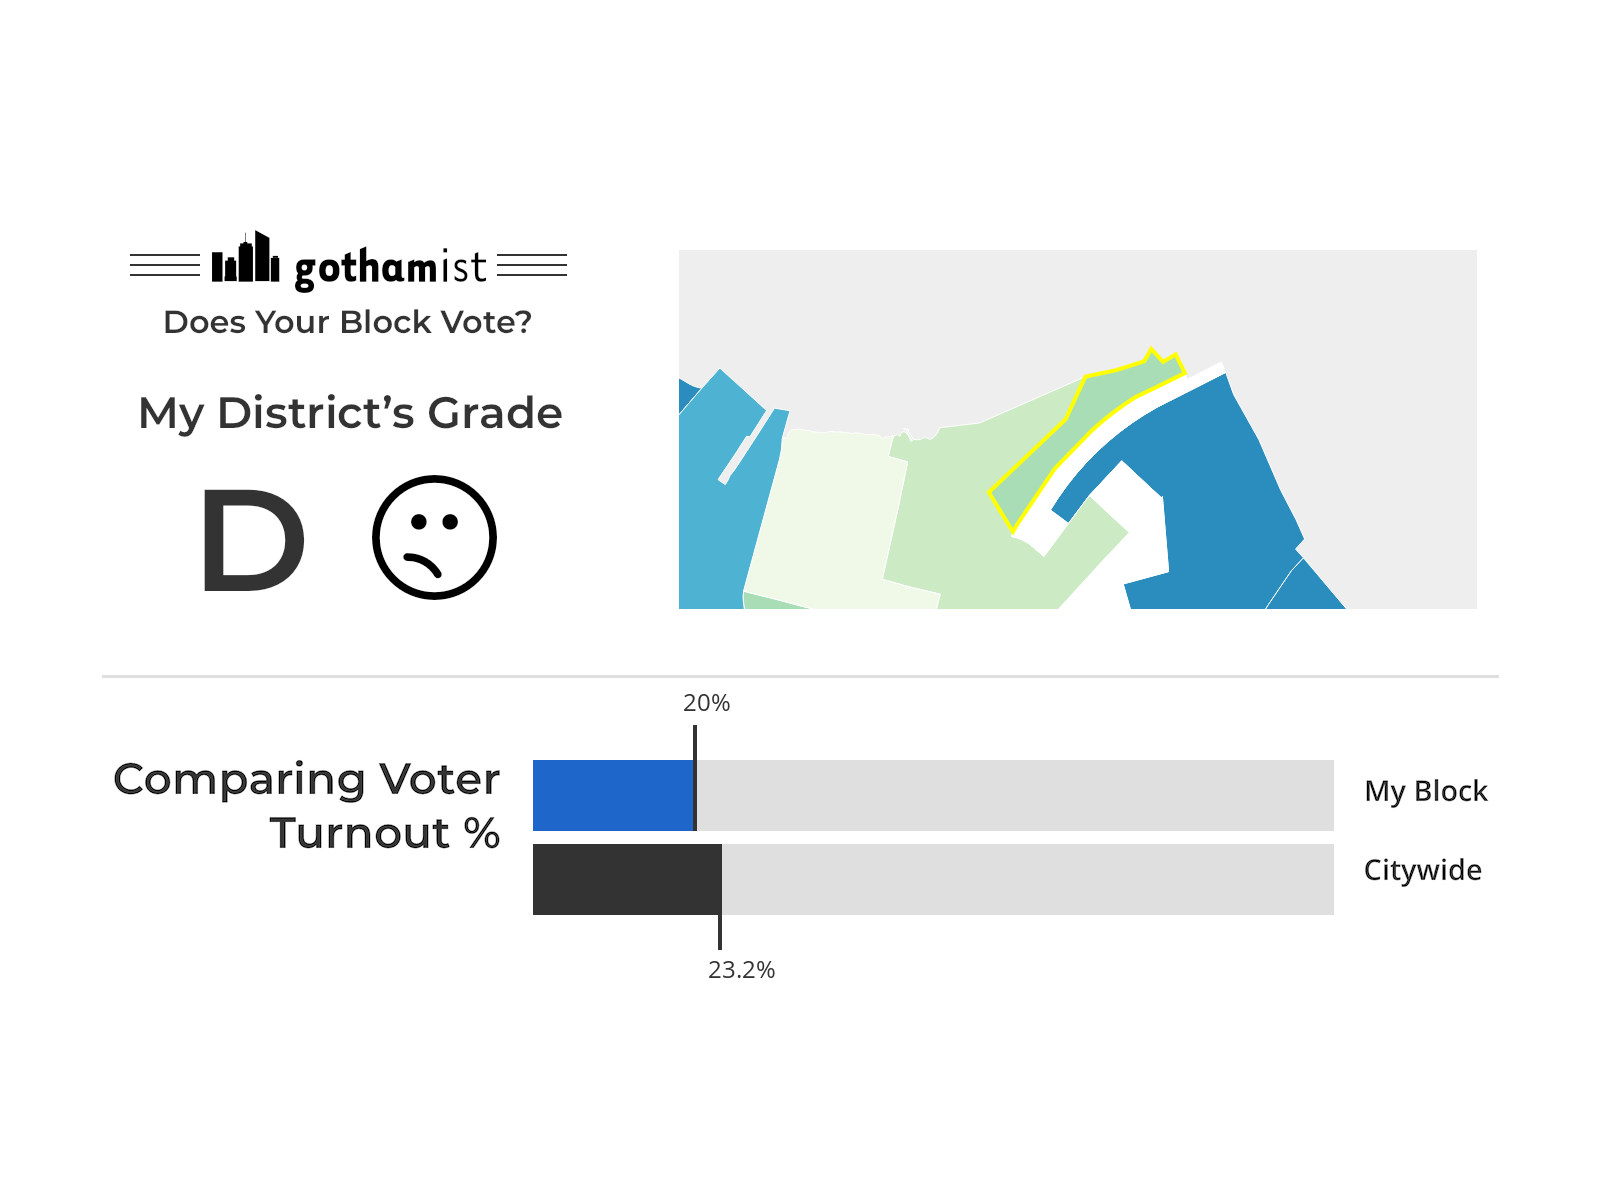 gothamist
Does Your Block Vote?
My District’s Grade
D
20%
Comparing Voter
Turnout %
My Block
Citywide
23.2%